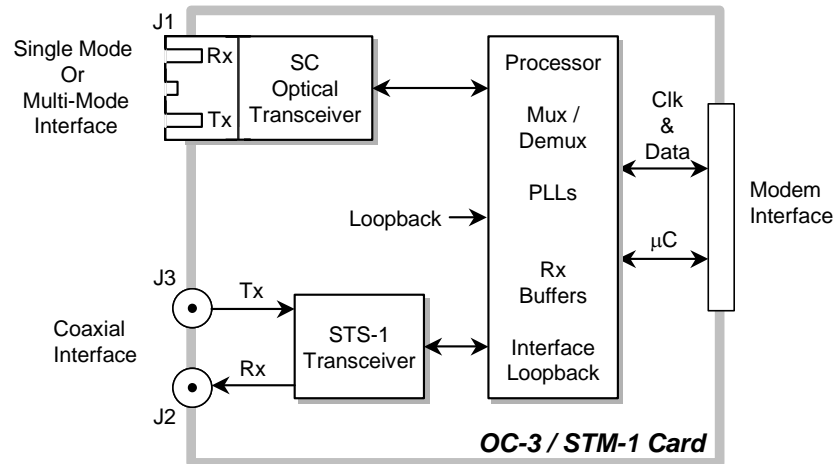 J1
Single Mode
Or
Multi-Mode
Interface
Rx
Tx
SC
Optical
Transceiver
Processor
Mux /
Demux
PLLs
Rx
Buffers
Interface
Loopback
Clk
&
Data
μC
Modem
Interface
Loopback
J3
Coaxial
Interface
J2
Tx
Rx
STS-1
Transceiver
OC-3 / STM-1 Card